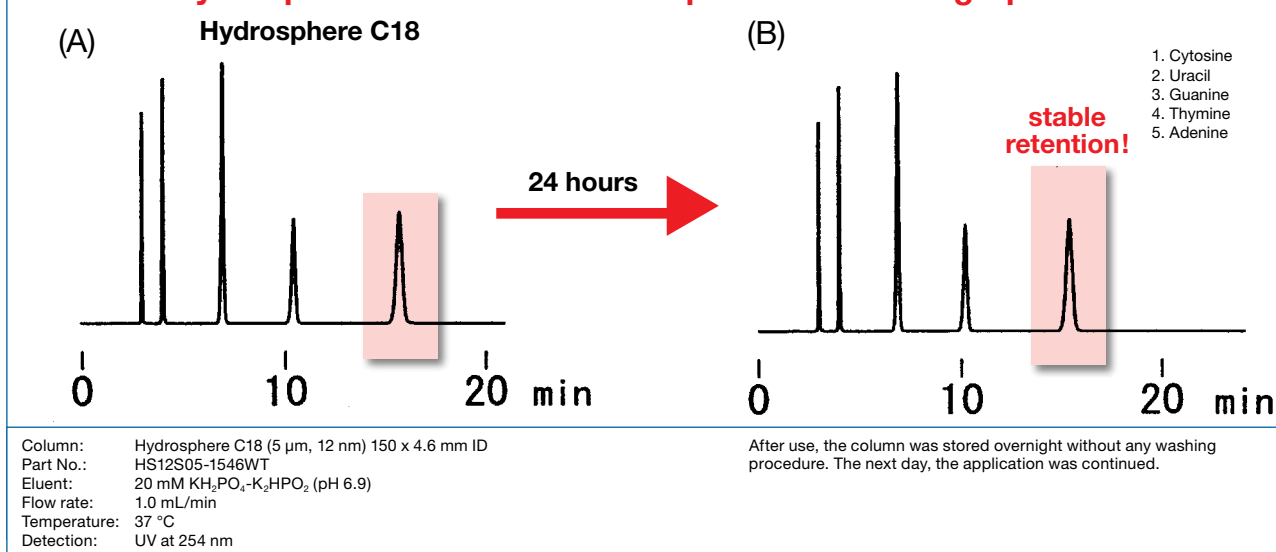 (A)
Hydrosphere C18
0
10
20 min
24 hours
(B)
stable
retention!
1. Cytosine
2. Uracil
3. Guanine
4. Thymine
5. Adenine
0
10
20 min
Column: Hydrosphere C18 (5 µm, 12 nm) 150 x 4.6 mm ID
Part No.: HS12S05-1546WT
Eluent: 20 mM KH₂PO₄-K₂HPO₂ (pH 6.9)
Flow rate: 1.0 mL/min
Temperature: 37 °C
Detection: UV at 254 nm
After use, the column was stored overnight without any washing
procedure. The next day, the application was continued.